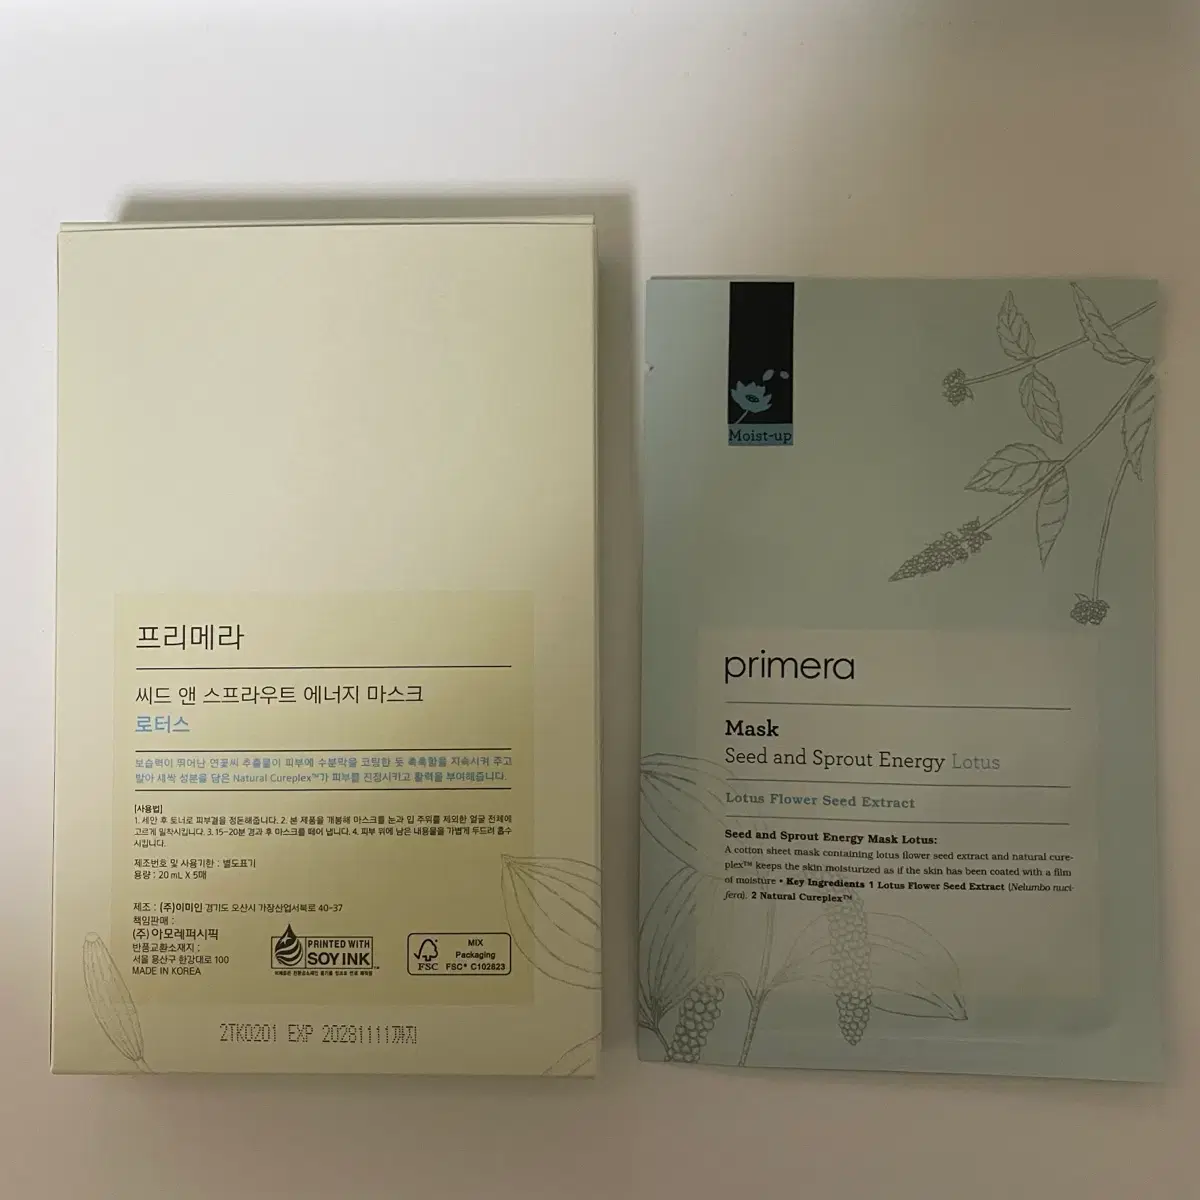 프리메라
씨드 앤 스프라우트 에너지 마스크
로터스
보습력이 뛰어난 연꽃씨 추출물이 피부에 수분막을 코팅한 듯 촉촉함을 지속시켜 주고
발아 새싹 성분을 담은 Natural Cureplex™가 피부를 진정시키고 활력을 부여해줍니다.
[사용법]
1. 세안 후 토너로 피부결을 정돈해줍니다. 2. 본 제품을 개봉해 마스크를 눈과 입 주위를 제외한 얼굴 전체에
고르게 밀착시킵니다. 3. 15~20분 경과 후 마스크를 떼어 냅니다. 4. 피부 위에 남은 내용물을 가볍게 두드려 흡수
시킵니다.
제조번호 및 사용기한 : 별도표기
용량 : 20 mL X 5매
제조 : (주)이미인 경기도 오산시 가장산업서북로 40-37
책임판매 :
(주) 아모레퍼시픽
반품교환소재지 :
서울 용산구 한강대로 100
MADE IN KOREA
PRINTED WITH
SOY INK™
FSC
MIX
Packaging
FSC® C102623
2TK0201 EXP 20281111까지
Moist-up
primera
Mask
Seed and Sprout Energy Lotus
Lotus Flower Seed Extract
Seed and Sprout Energy Mask Lotus:
A cotton sheet mask containing lotus flower seed extract and natural cure-
plex™ keeps the skin moisturized as if the skin has been coated with a film
of moisture • Key Ingredients 1 Lotus Flower Seed Extract (Nelumbo nuci-
fera). 2 Natural Cureplex™